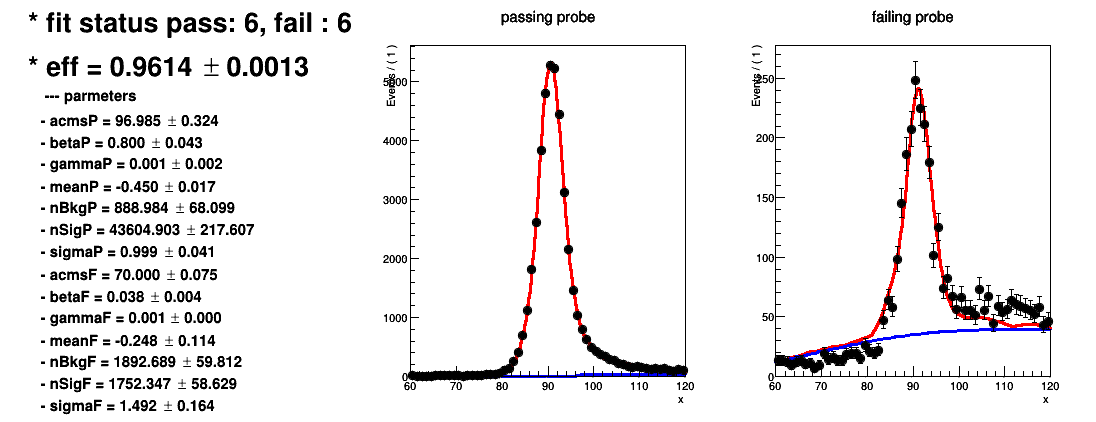 * fit status pass: 6, fail : 6
* eff = 0.9614 ± 0.0013
--- parmeters
- acmsP = 96.985 ± 0.324
- betaP = 0.800 ± 0.043
- gammaP = 0.001 ± 0.002
- meanP = -0.450 ± 0.017
- nBkgP = 888.984 ± 68.099
- nSigP = 43604.903 ± 217.607
- sigmaP = 0.999 ± 0.041
- acmsF = 70.000 ± 0.075
- betaF = 0.038 ± 0.004
- gammaF = 0.001 ± 0.000
- meanF = -0.248 ± 0.114
- nBkgF = 1892.689 ± 59.812
- nSigF = 1752.347 ± 58.629
- sigmaF = 1.492 ± 0.164
passing probe
Events / ( 1 )
5000
4000
3000
2000
1000
0
60 70 80 90 100 110 120
x
failing probe
Events / ( 1 )
250
200
150
100
50
0
60 70 80 90 100 110 120
x